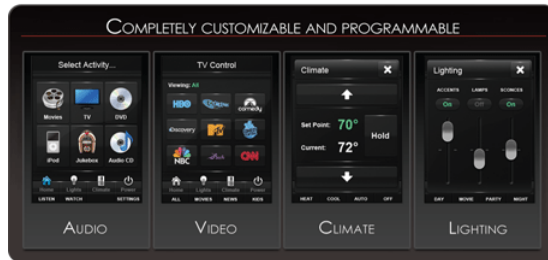 COMPLETELY CUSTOMIZABLE AND PROGRAMMABLE
Select Activity...
Movies TV DVD
iPod Jukebox Audio CD
Home Lights Climate Power
LISTEN WATCH SETTINGS
AUDIO
TV Control
Viewing: All
HBO comedy
Discovery MTV
NBC CNN
Home Lights Climate Power
ALL MOVIES NEWS KIDS
VIDEO
Climate X
Set Point: 70°
Hold
Current: 72°
HEAT COOL AUTO OFF
CLIMATE
Lighting X
ACCENTS LAMPS SCONCES
On Off On
DAY MOVIE PARTY NIGHT
LIGHTING